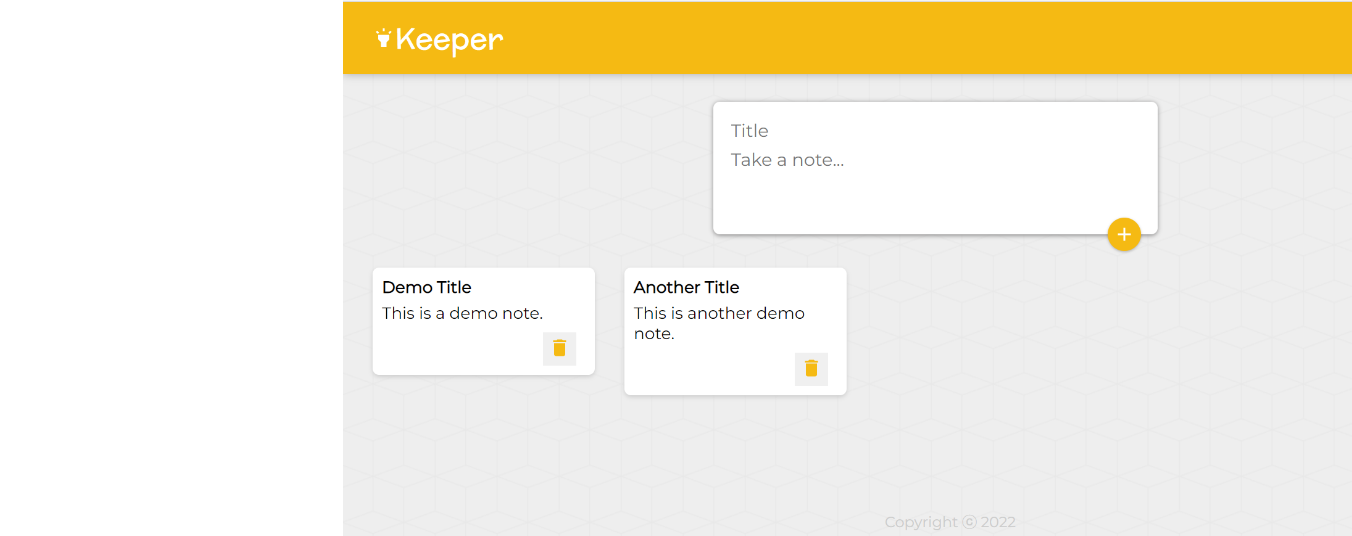 Keeper
Title
Take a note...
Demo Title
This is a demo note.
Another Title
This is another demo
note.
Copyright ⓒ 2022